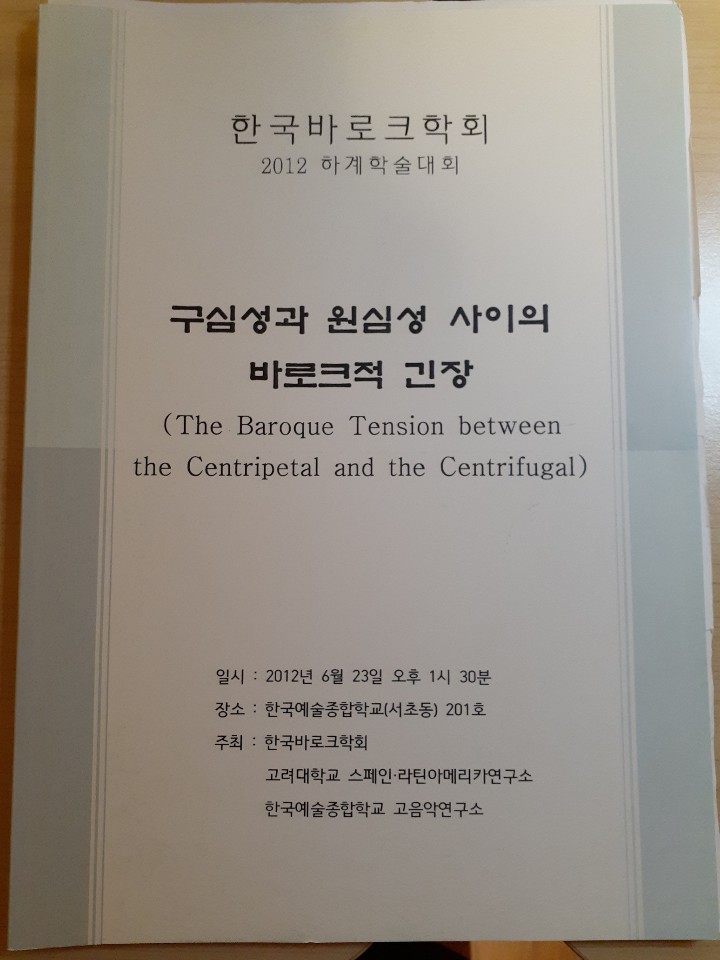 한국바로크학회
2012 하계학술대회
구심성과 원심성 사이의
바로크적 긴장
(The Baroque Tension between
the Centripetal and the Centrifugal)
일시 : 2012년 6월 23일 오후 1시 30분
장소 : 한국예술종합학교(서초동) 201호
주최 : 한국바로크학회
고려대학교 스페인·라틴아메리카연구소
한국예술종합학교 고음악연구소